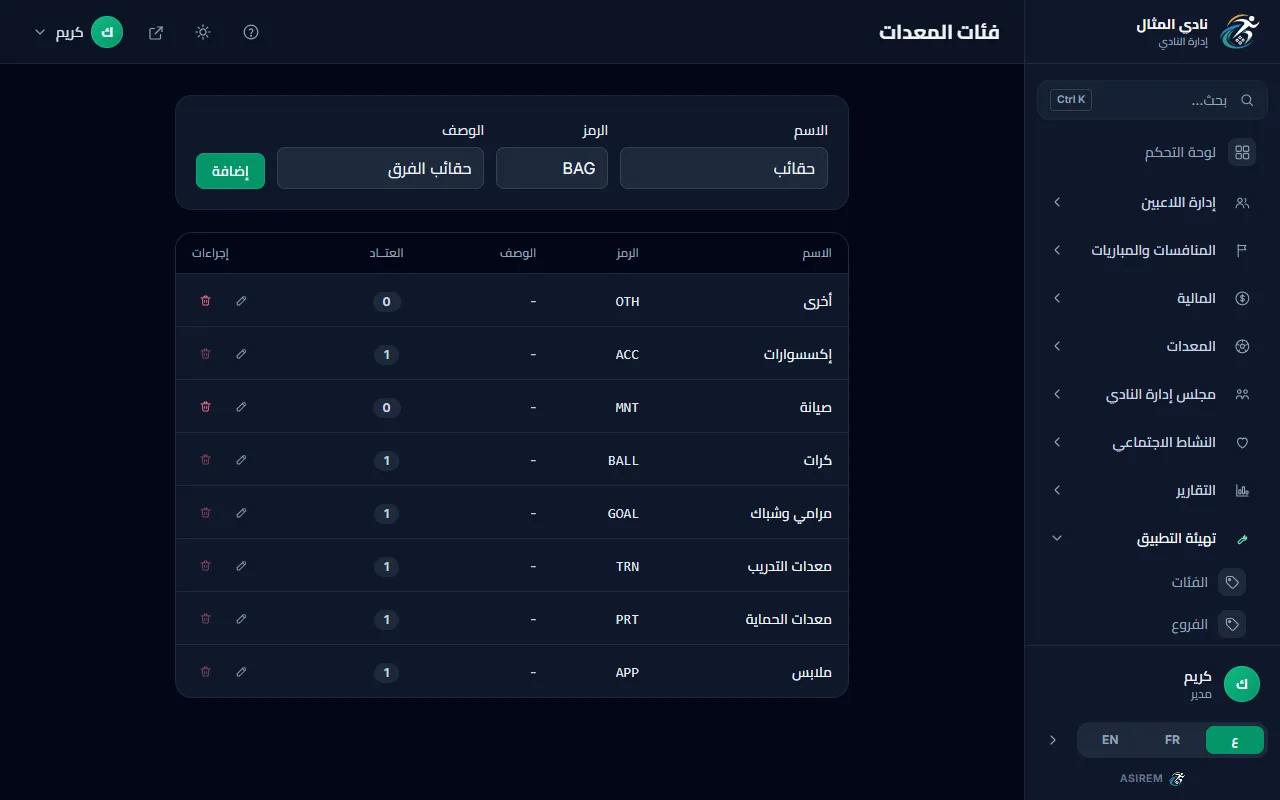 نادي المثال
إدارة النادي
بحث...
Ctrl K
لوحة التحكم
إدارة اللاعبين
المنافسات والمباريات
المالية
المعدات
مجلس إدارة النادي
النشاط الاجتماعي
التقارير
تهيئة التطبيق
الفئات
الفروع
ك
كريم
مدير
ع FR EN
ASIREM
فئات المعدات
ك كريم
الاسم الرمز الوصف
حقائب BAG حقائب الفرق إضافة
الاسم الرمز الوصف العتــاد إجراءات
أخرى OTH - 0
إكسسوارات ACC - 1
صيانة MNT - 0
كرات BALL - 1
مرامي وشباك GOAL - 1
معدات التدريب TRN - 1
معدات الحماية PRT - 1
ملابس APP - 1